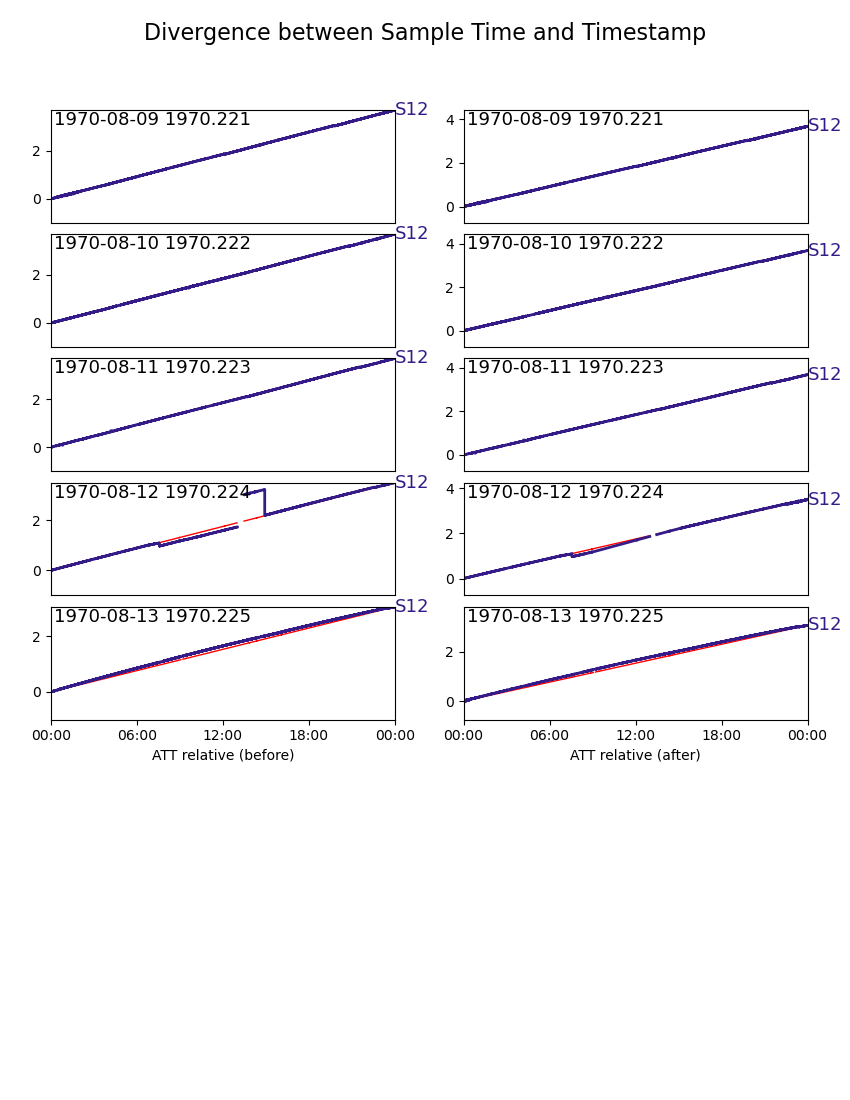 Divergence between Sample Time and Timestamp
1970-08-09 1970.221 S12
2
0
1970-08-09 1970.221 S12
4
2
0
1970-08-10 1970.222 S12
2
0
1970-08-10 1970.222 S12
4
2
0
1970-08-11 1970.223 S12
2
0
1970-08-11 1970.223 S12
4
2
0
1970-08-12 1970.224 S12
2
0
1970-08-12 1970.224 S12
4
2
0
1970-08-13 1970.225 S12
2
0
00:00 06:00 12:00 18:00 00:00
ATT relative (before)
1970-08-13 1970.225 S12
2
0
00:00 06:00 12:00 18:00 00:00
ATT relative (after)